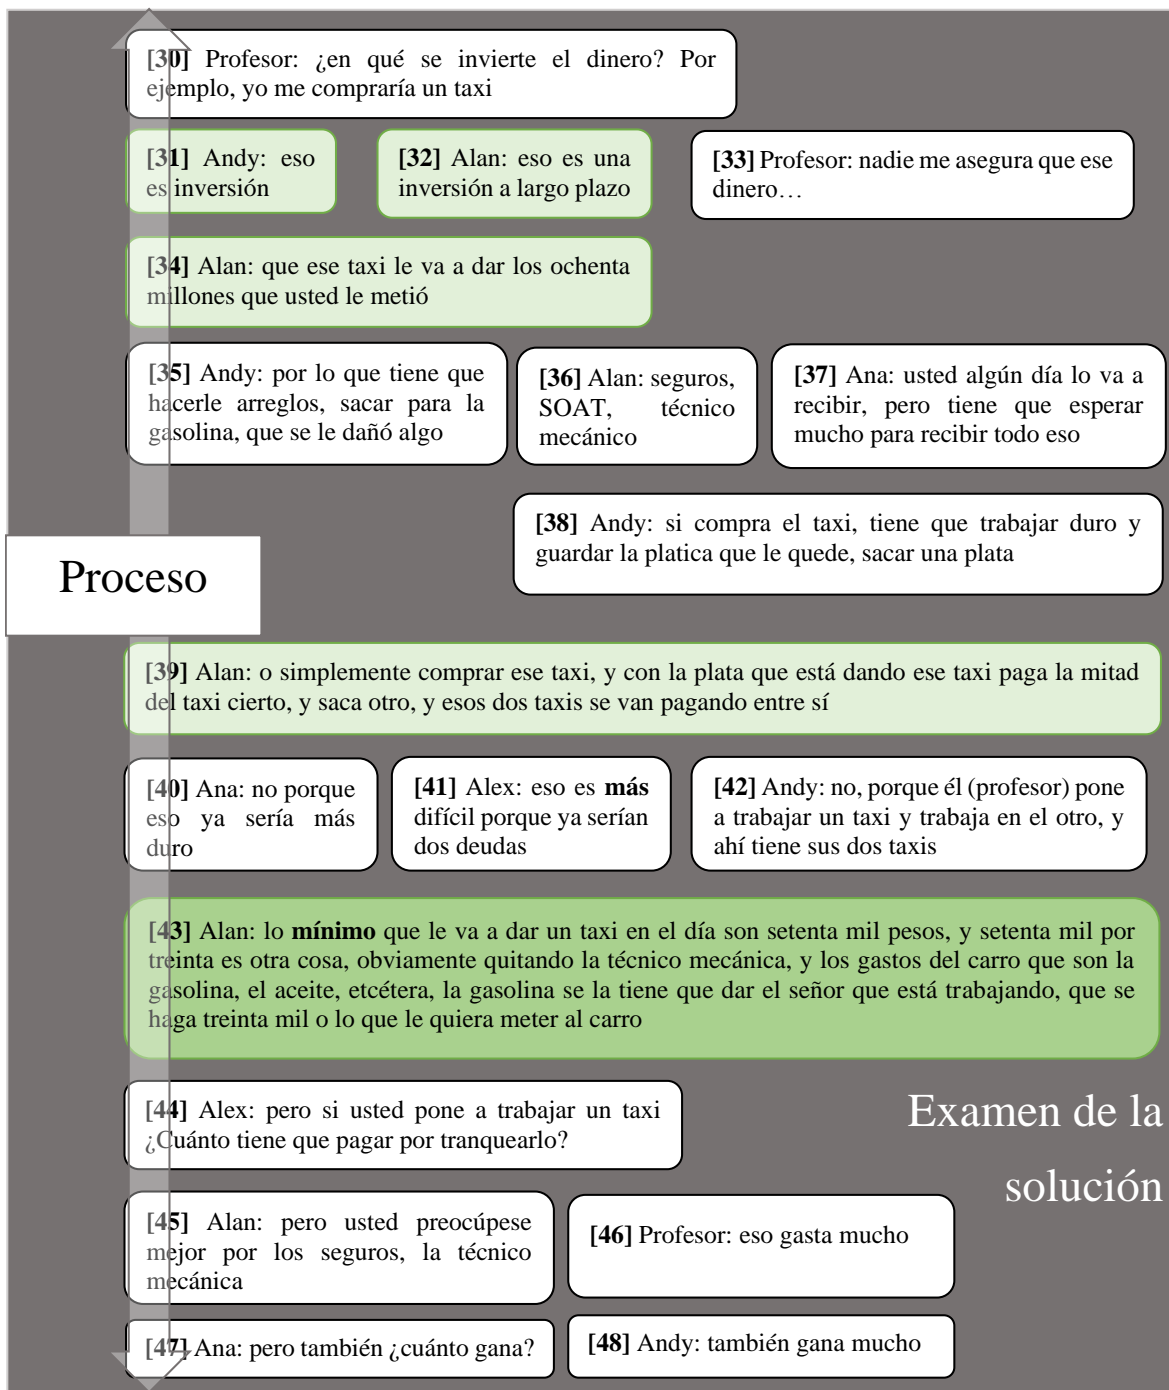 [30] Profesor: ¿en qué se invierte el dinero? Por
ejemplo, yo me compraría un taxi
[31] Andy: eso
es inversión
[32] Alan: eso es una
inversión a largo plazo
[33] Profesor: nadie me asegura que ese
dinero…
[34] Alan: que ese taxi le va a dar los ochenta
millones que usted le metió
[35] Andy: por lo que tiene que
hacerle arreglos, sacar para la
gasolina, que se le dañó algo
[36] Alan: seguros,
SOAT, técnico
mecánico
[37] Ana: usted algún día lo va a
recibir, pero tiene que esperar
mucho para recibir todo eso
[38] Andy: si compra el taxi, tiene que trabajar duro y
guardar la platica que le quede, sacar una plata
Proceso
[39] Alan: o simplemente comprar ese taxi, y con la plata que está dando ese taxi paga la mitad
del taxi cierto, y saca otro, y esos dos taxis se van pagando entre sí
[40] Ana: no porque
eso ya sería más
duro
[41] Alex: eso es más
difícil porque ya serían
dos deudas
[42] Andy: no, porque él (profesor) pone
a trabajar un taxi y trabaja en el otro, y
ahí tiene sus dos taxis
[43] Alan: lo mínimo que le va a dar un taxi en el día son setenta mil pesos, y setenta mil por
treinta es otra cosa, obviamente quitando la técnico mecánica, y los gastos del carro que son la
gasolina, el aceite, etcétera, la gasolina se la tiene que dar el señor que está trabajando, que se
haga treinta mil o lo que le quiera meter al carro
[44] Alex: pero si usted pone a trabajar un taxi
¿Cuánto tiene que pagar por tranquearlo?
Examen de la
solución
[45] Alan: pero usted preocúpese
mejor por los seguros, la técnico
mecánica
[46] Profesor: eso gasta mucho
[47] Ana: pero también ¿cuánto gana?
[48] Andy: también gana mucho